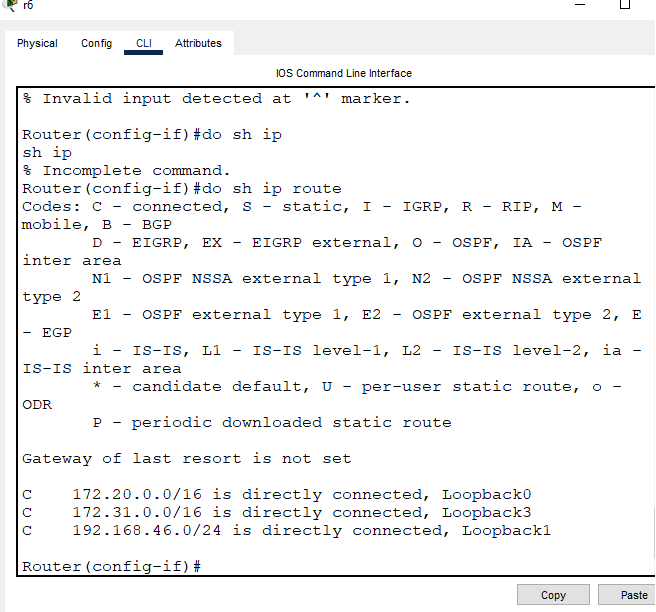 r6
Physical Config CLI Attributes
IOS Command Line Interface
% Invalid input detected at '^' marker.
Router(config-if)#do sh ip
sh ip
% Incomplete command.
Router(config-if)#do sh ip route
Codes: C - connected, S - static, I - IGRP, R - RIP, M -
mobile, B - BGP
D - EIGRP, EX - EIGRP external, O - OSPF, IA - OSPF
inter area
N1 - OSPF NSSA external type 1, N2 - OSPF NSSA external
type 2
E1 - OSPF external type 1, E2 - OSPF external type 2, E
- EGP
i - IS-IS, L1 - IS-IS level-1, L2 - IS-IS level-2, ia -
IS-IS inter area
* - candidate default, U - per-user static route, o -
ODR
P - periodic downloaded static route
Gateway of last resort is not set
C 172.20.0.0/16 is directly connected, Loopback0
C 172.31.0.0/16 is directly connected, Loopback3
C 192.168.46.0/24 is directly connected, Loopback1
Router(config-if)#
Copy Paste